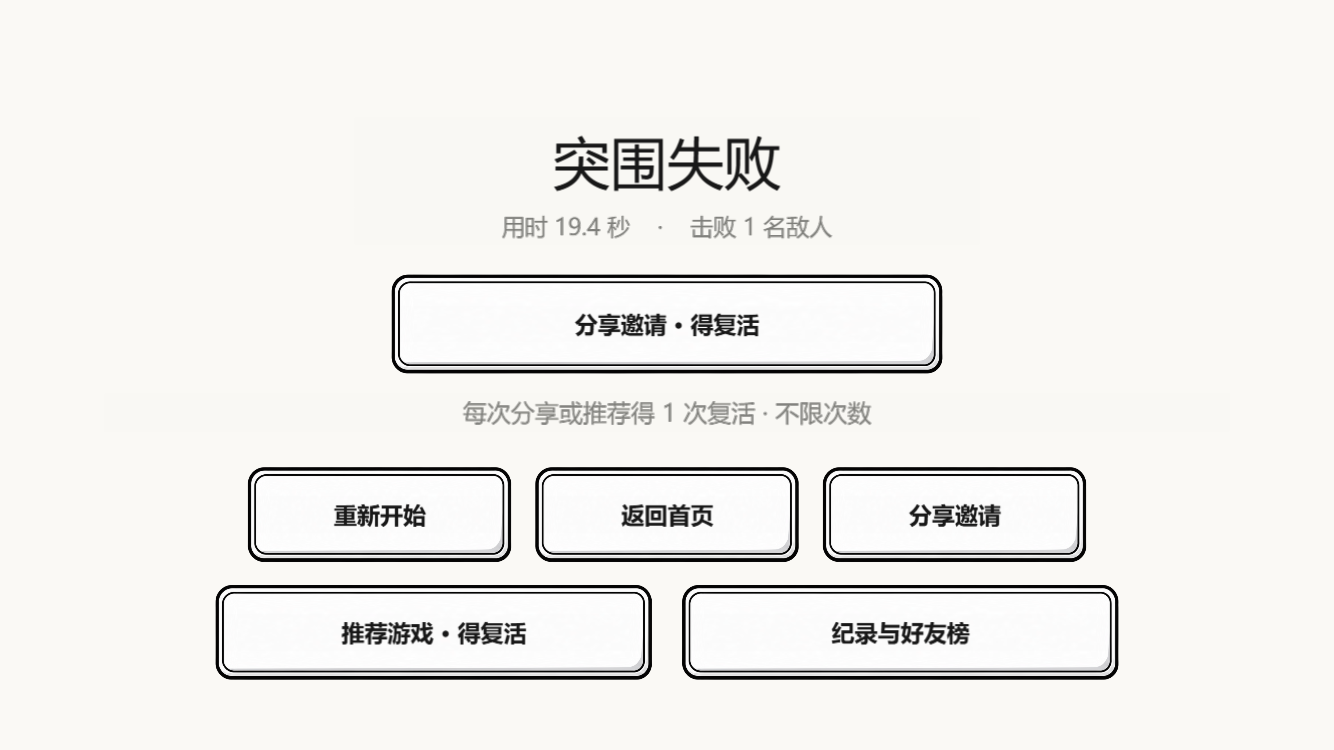 突围失败
用时 19.4 秒 · 击败 1 名敌人
分享邀请・得复活
每次分享或推荐得 1 次复活 · 不限次数
重新开始
返回首页
分享邀请
推荐游戏・得复活
纪录与好友榜